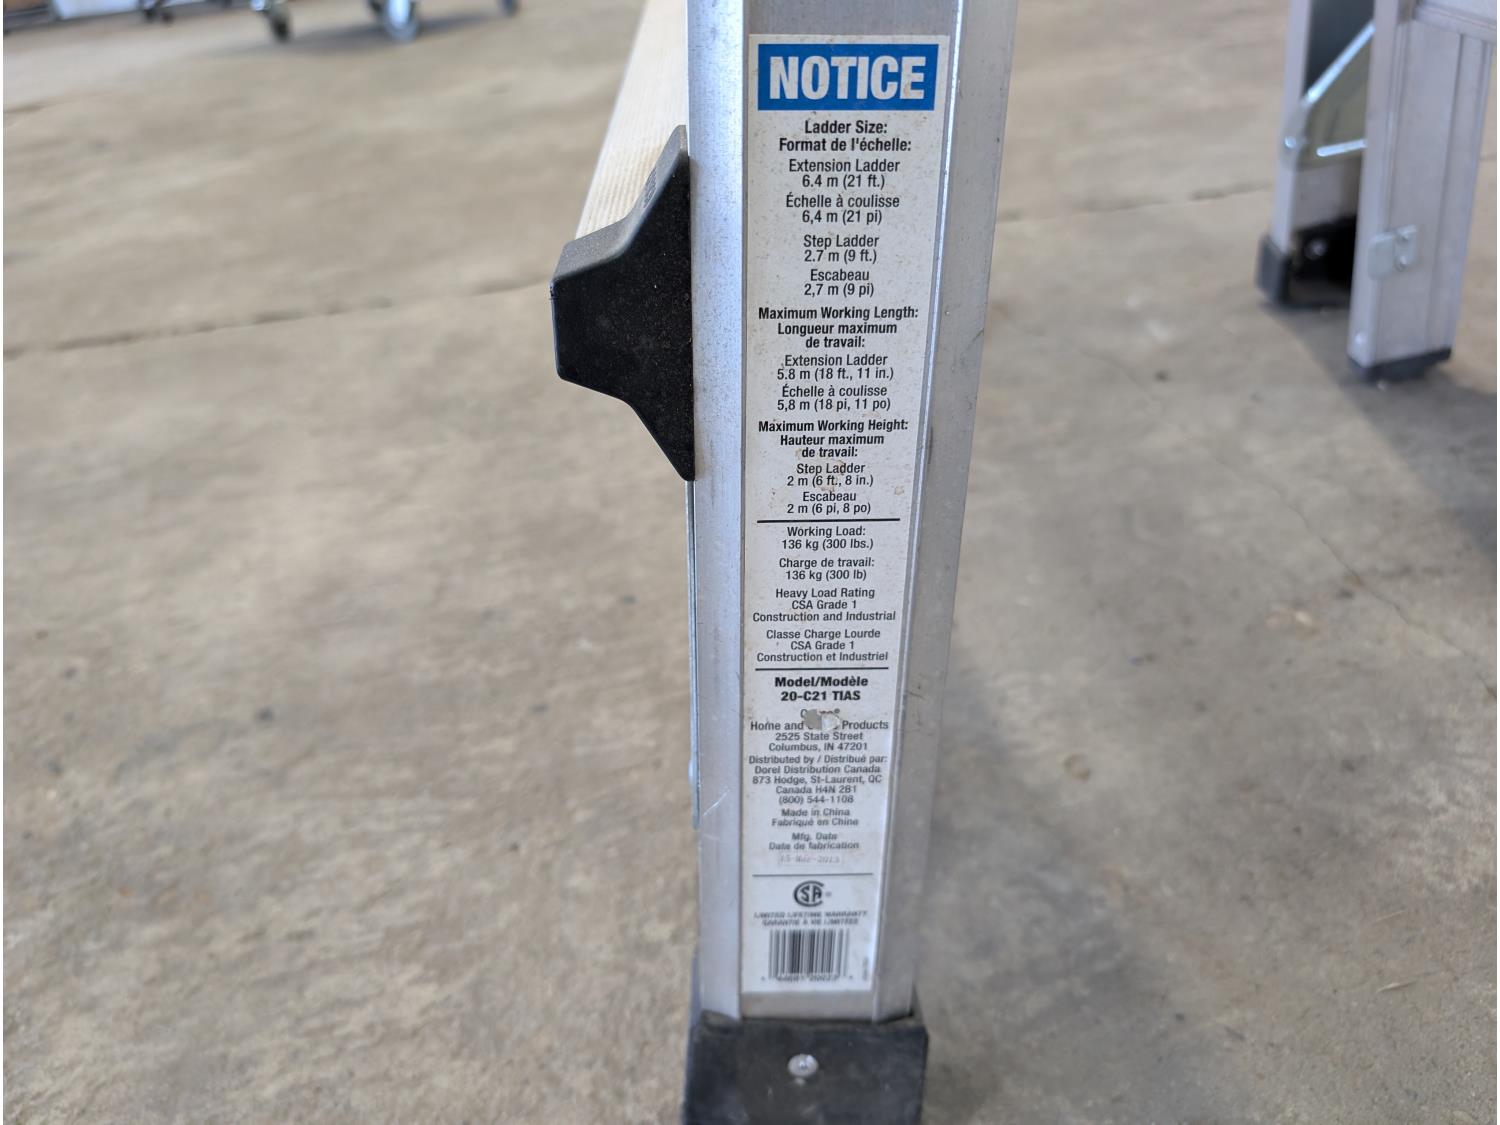 NOTICE
Ladder Size:
Format de l'échelle:
Extension Ladder
6.4 m (21 ft.)
Échelle à coulisse
6,4 m (21 pi)
Step Ladder
2.7 m (9 ft.)
Escabeau
2,7 m (9 pi)
Maximum Working Length:
Longueur maximum
de travail:
Extension Ladder
5.8 m (18 ft., 11 in.)
Échelle à coulisse
5,8 m (18 pi, 11 po)
Maximum Working Height:
Hauteur maximum
de travail:
Step Ladder
2 m (6 ft., 8 in.)
Escabeau
2 m (6 pi, 8 po)
Working Load:
136 kg (300 lbs.)
Charge de travail:
136 kg (300 lb)
Heavy Load Rating
CSA Grade 1
Construction and Industrial
Classe Charge Lourde
CSA Grade 1
Construction et Industriel
Model/Modèle
20-C21 TIAS
Home and Products
2525 State Street
Columbus, IN 47201
Distributed by / Distribué par:
Dorel Distribution Canada
873 Hodge, St-Laurent, QC
Canada H4N 2B1
(800) 544-1108
Made in China
Fabriqué en Chine
Mfg. Date
Date de fabrication
LIMITED LIFETIME WARRANTY
GARANTIE À VIE LIMITÉE